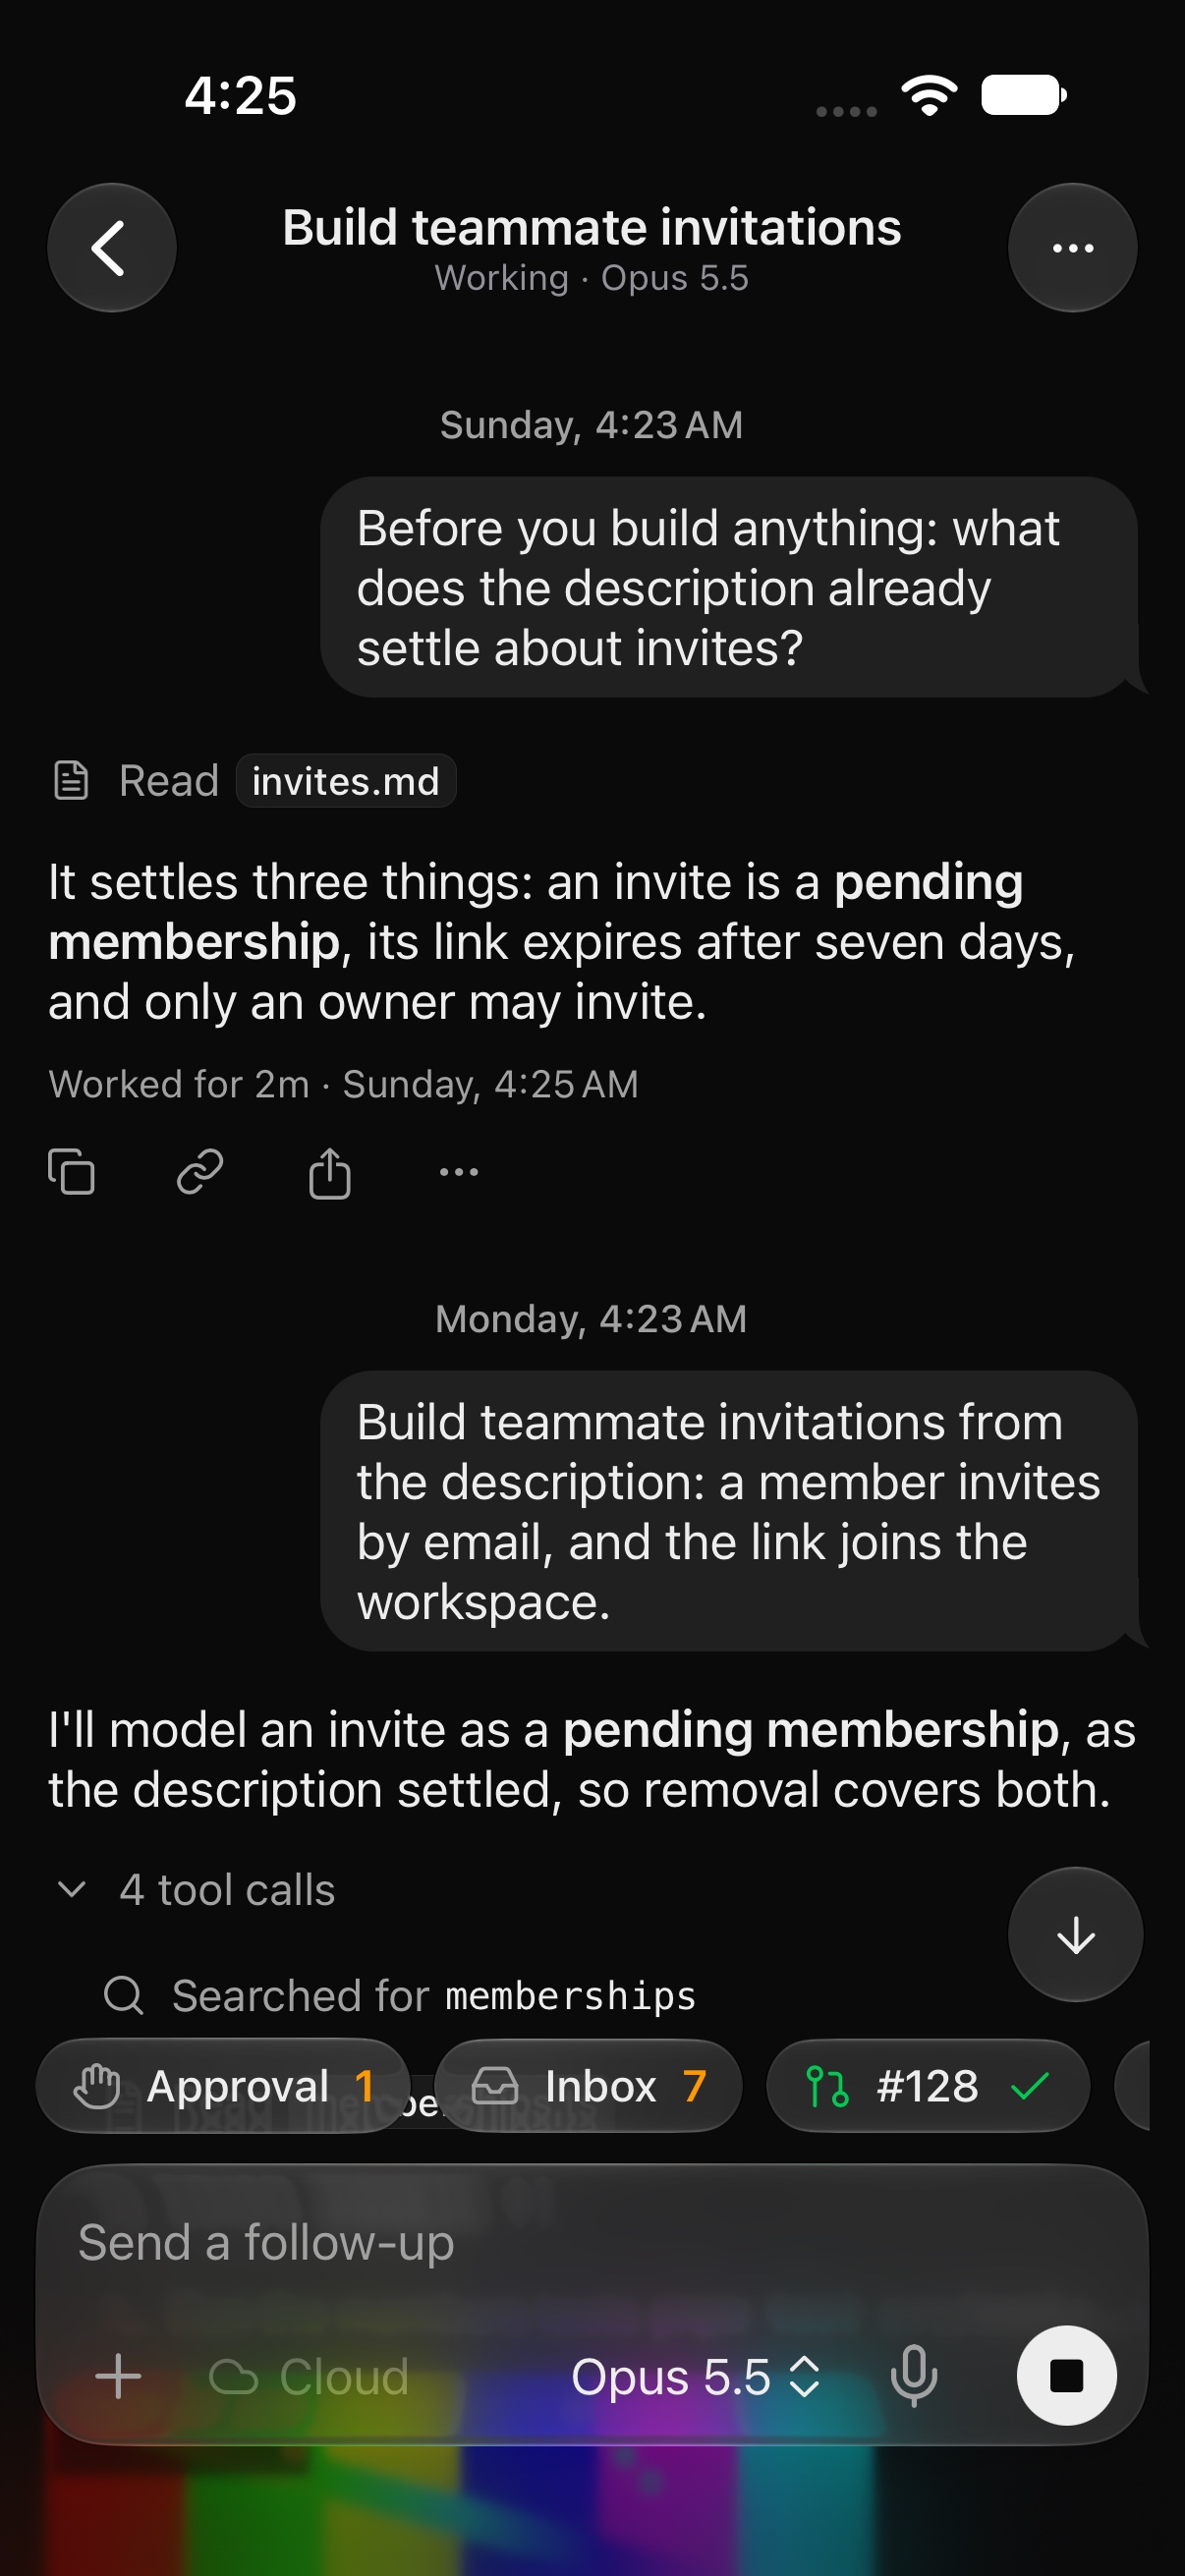 4:25
Build teammate invitations
Working · Opus 5.5
Sunday, 4:23 AM
Before you build anything: what
does the description already
settle about invites?
Read invites.md
It settles three things: an invite is a pending
membership, its link expires after seven days,
and only an owner may invite.
Worked for 2m · Sunday, 4:25 AM
Monday, 4:23 AM
Build teammate invitations from
the description: a member invites
by email, and the link joins the
workspace.
I'll model an invite as a pending membership, as
the description settled, so removal covers both.
4 tool calls
Searched for memberships
Approval 1
Inbox 7
#128
Send a follow-up
Cloud
Opus 5.5